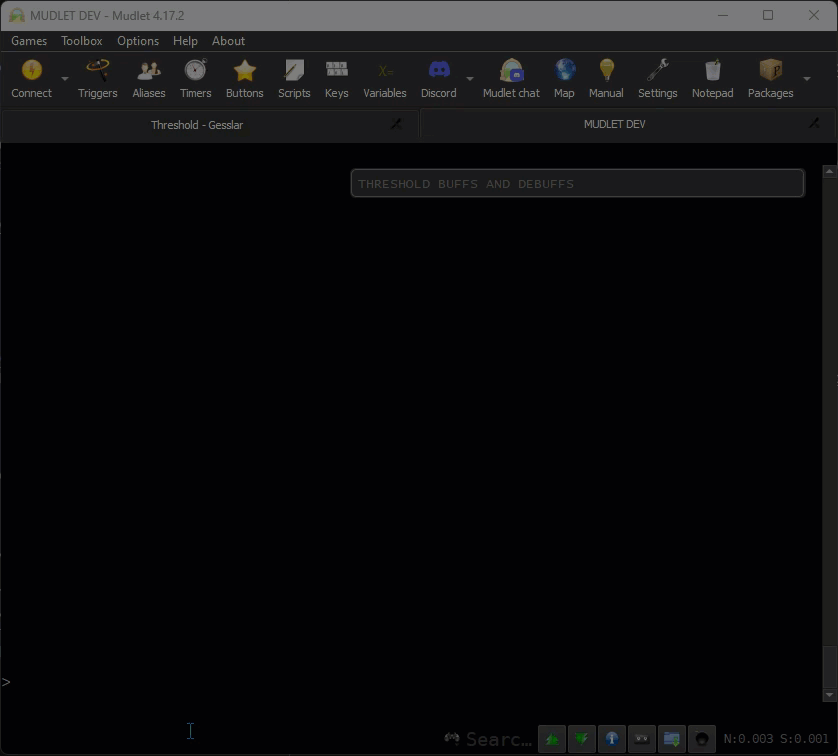 MUDLET DEV - Mudlet 4.17.2
Games Toolbox Options Help About
Connect Triggers Aliases Timers Buttons Scripts Keys Variables Discord Mudlet chat Map Manual Settings Notepad Packages
Threshold - Gesslar MUDLET DEV
THRESHOLD BUFFS AND DEBUFFS
>
Searc... N:0.003 S:0.001